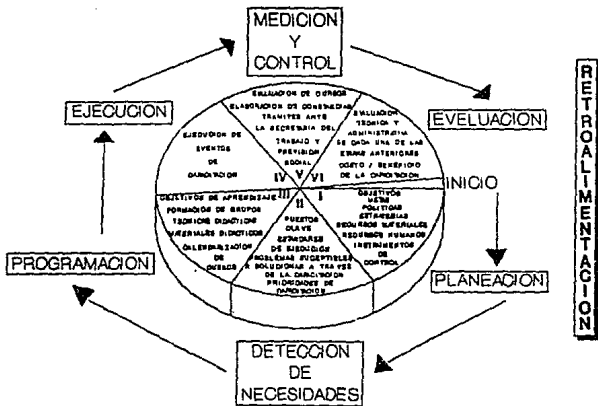 MEDICION
Y
CONTROL
EJECUCION
EVELUACION
INICIO
PLANEACION
DETECCION
DE
NECESIDADES
PROGRAMACION
RETROALIMENTACION
EVALUACION DE CURSOS
ELABORACION DE CONSTANCIAS
TRAMITES ANTE
LA SECRETARIA DEL
TRABAJO Y
PREVISION
SOCIAL
V
EVALUACION
TECNICA Y
ADMINISTRATIVA
DE CADA UNA DE LAS
ETAPAS ANTERIORES
COSTO / BENEFICIO
DE LA CAPACITACION
VI
OBJETIVOS
METAS
POLITICAS
ESTRATEGIAS
RECURSOS MATERIALES
RECURSOS HUMANOS
INSTRUMENTOS
DE
CONTROL
I
II
PUESTOS
CLAVE
ESTANDARES
DE EJECUCION
PROBLEMAS SUCEPTIBLES
A SOLUCIONAR A TRAVES
DE LA CAPACITACION
PRIORIDADES DE
CAPACITACION
III
OBJETIVOS DE APRENDIZAJE
FORMACION DE GRUPOS
TECNICAS DIDACTICAS
MATERIALES DIDACTICOS
CALENDARIZACION
DE
CURSOS
IV
EJECUCION DE
EVENTOS
DE
CAPACITACION